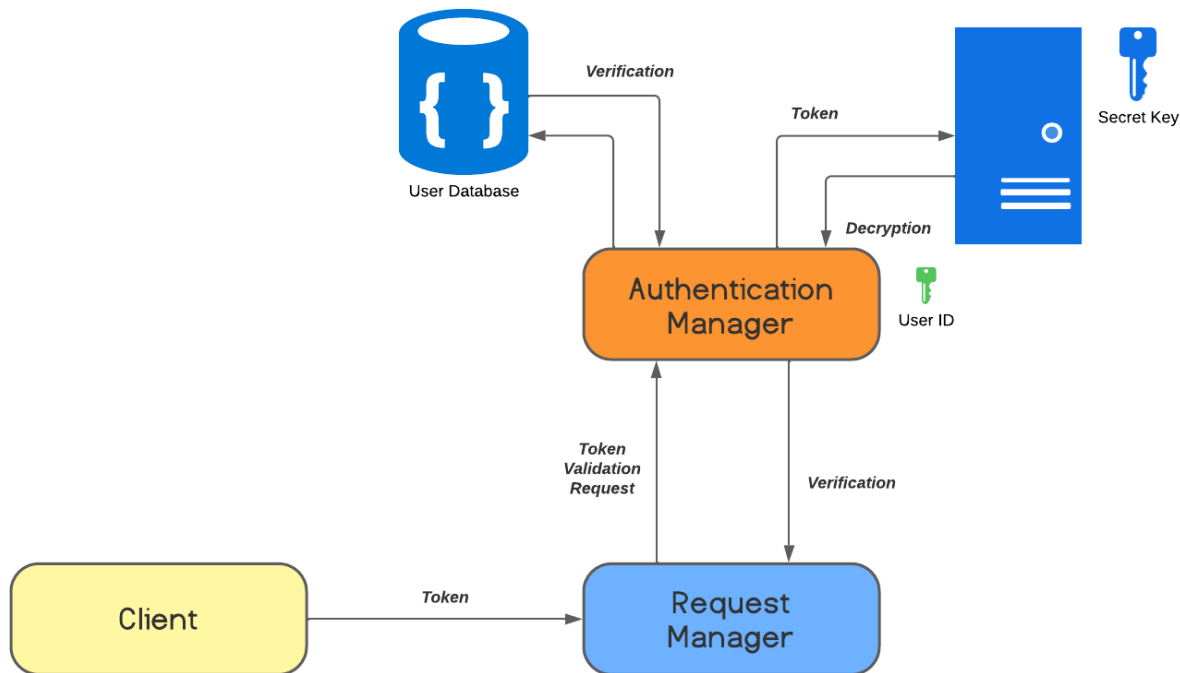 Verification
Token
Secret Key
{ }
User Database
Decryption
Authentication
Manager
User ID
Token
Validation
Request
Verification
Client
Token
Request
Manager